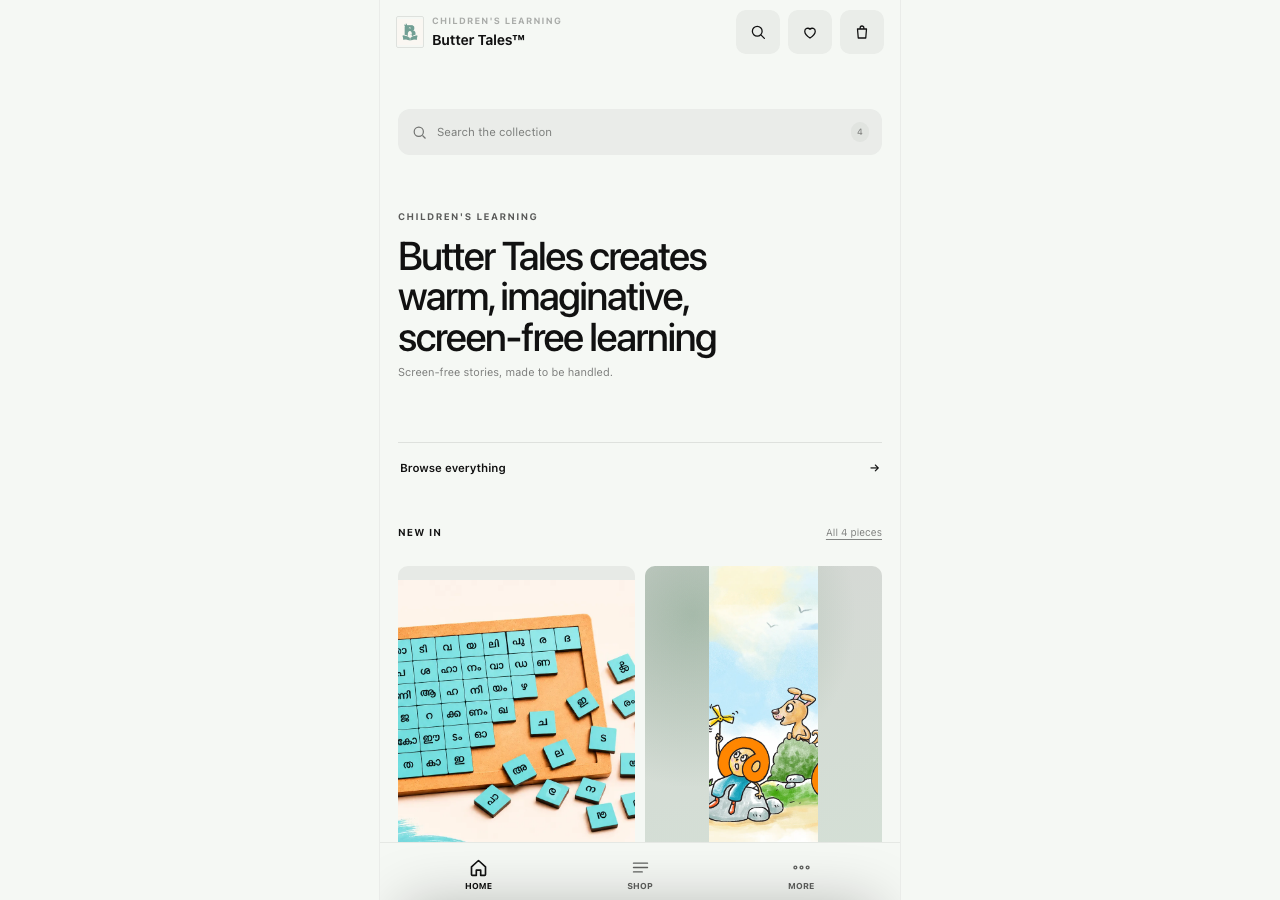 CHILDREN'S LEARNING
Butter Tales™
Search the collection
4
CHILDREN'S LEARNING
Butter Tales creates
warm, imaginative,
screen-free learning
Screen-free stories, made to be handled.
Browse everything
NEW IN
All 4 pieces
ടി വ യ ലി പു ര ദ
പ ശ ഹാ നം വാ ഡ ണ
ണി ആ ഹ നി യം ഴ
ജ റ ക്ക ണം ഖ
കോ ഈ ടം ഓ
ത കാ ഇ
ഇ
ച
ട
ല
അ
ന
HOME
SHOP
MORE